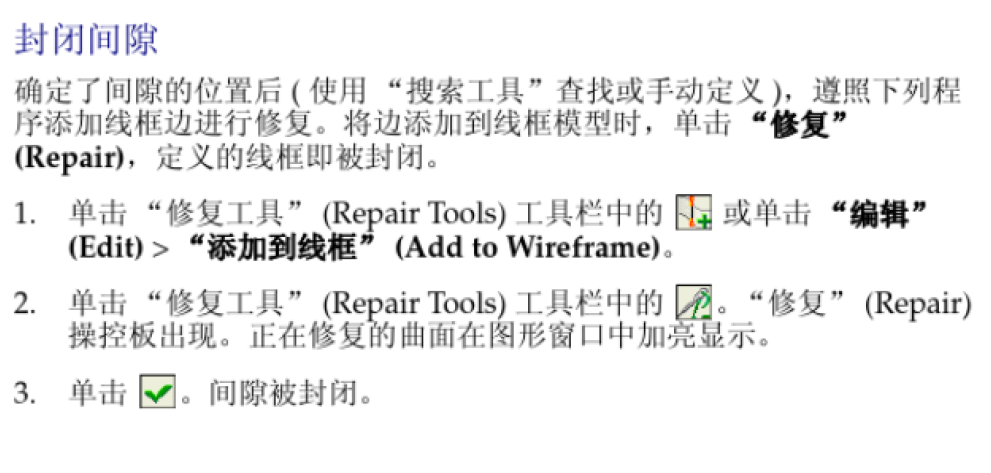 封闭间隙
确定了间隙的位置后 ( 使用 “搜索工具” 查找或手动定义 )，遵照下列程
序添加线框边进行修复。将边添加到线框模型时，单击 “修复”
(Repair)，定义的线框即被封闭。
1. 单击 “修复工具” (Repair Tools) 工具栏中的 或单击 “编辑”
(Edit) > “添加到线框” (Add to Wireframe)。
2. 单击 “修复工具” (Repair Tools) 工具栏中的 。“修复” (Repair)
操控板出现。正在修复的曲面在图形窗口中加亮显示。
3. 单击 。间隙被封闭。